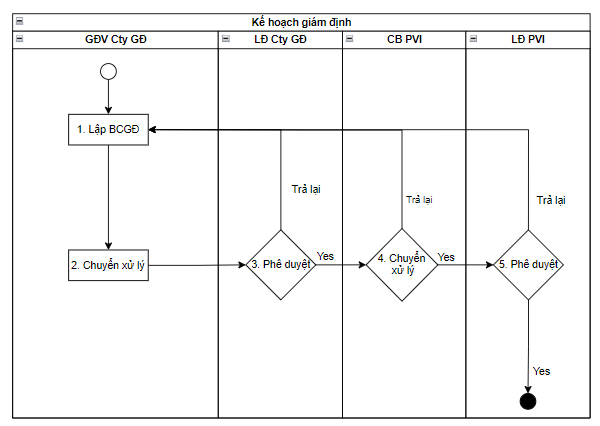 Kế hoạch giám định
GĐV Cty GĐ
LĐ Cty GĐ
CB PVI
LĐ PVI
1. Lập BCGĐ
Trả lại
Trả lại
Trả lại
2. Chuyển xử lý
3. Phê duyệt
Yes
4. Chuyển
xử lý
Yes
5. Phê duyệt
Yes